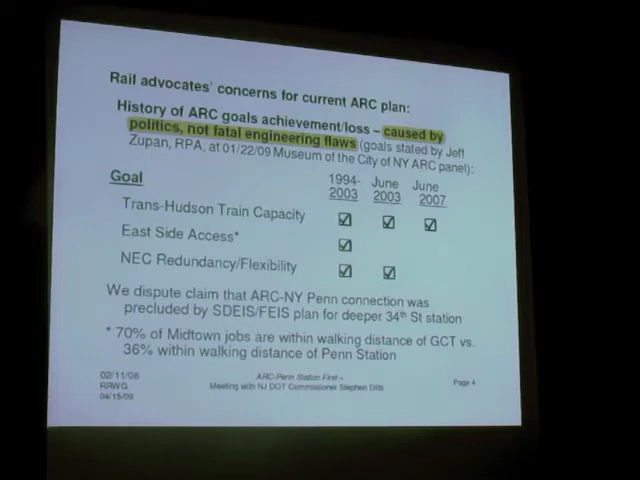 Rail advocates' concerns for current ARC plan:
History of ARC goals achievement/loss – caused by
politics, not fatal engineering flaws (goals stated by Jeff
Zupan, RPA, at 01/22/09 Museum of the City of NY ARC panel):
Goal 1994-2003 June 2003 June 2007
Trans-Hudson Train Capacity ☑ ☑ ☑
East Side Access* ☑
NEC Redundancy/Flexibility ☑ ☑
We dispute claim that ARC-NY Penn connection was
precluded by SDEIS/FEIS plan for deeper 34th St station
* 70% of Midtown jobs are within walking distance of GCT vs.
36% within walking distance of Penn Station
02/11/06
RRWG
04/15/09
ARC-Penn Station First –
Meeting with NJ DOT Commissioner Stephen Dilts
Page 4